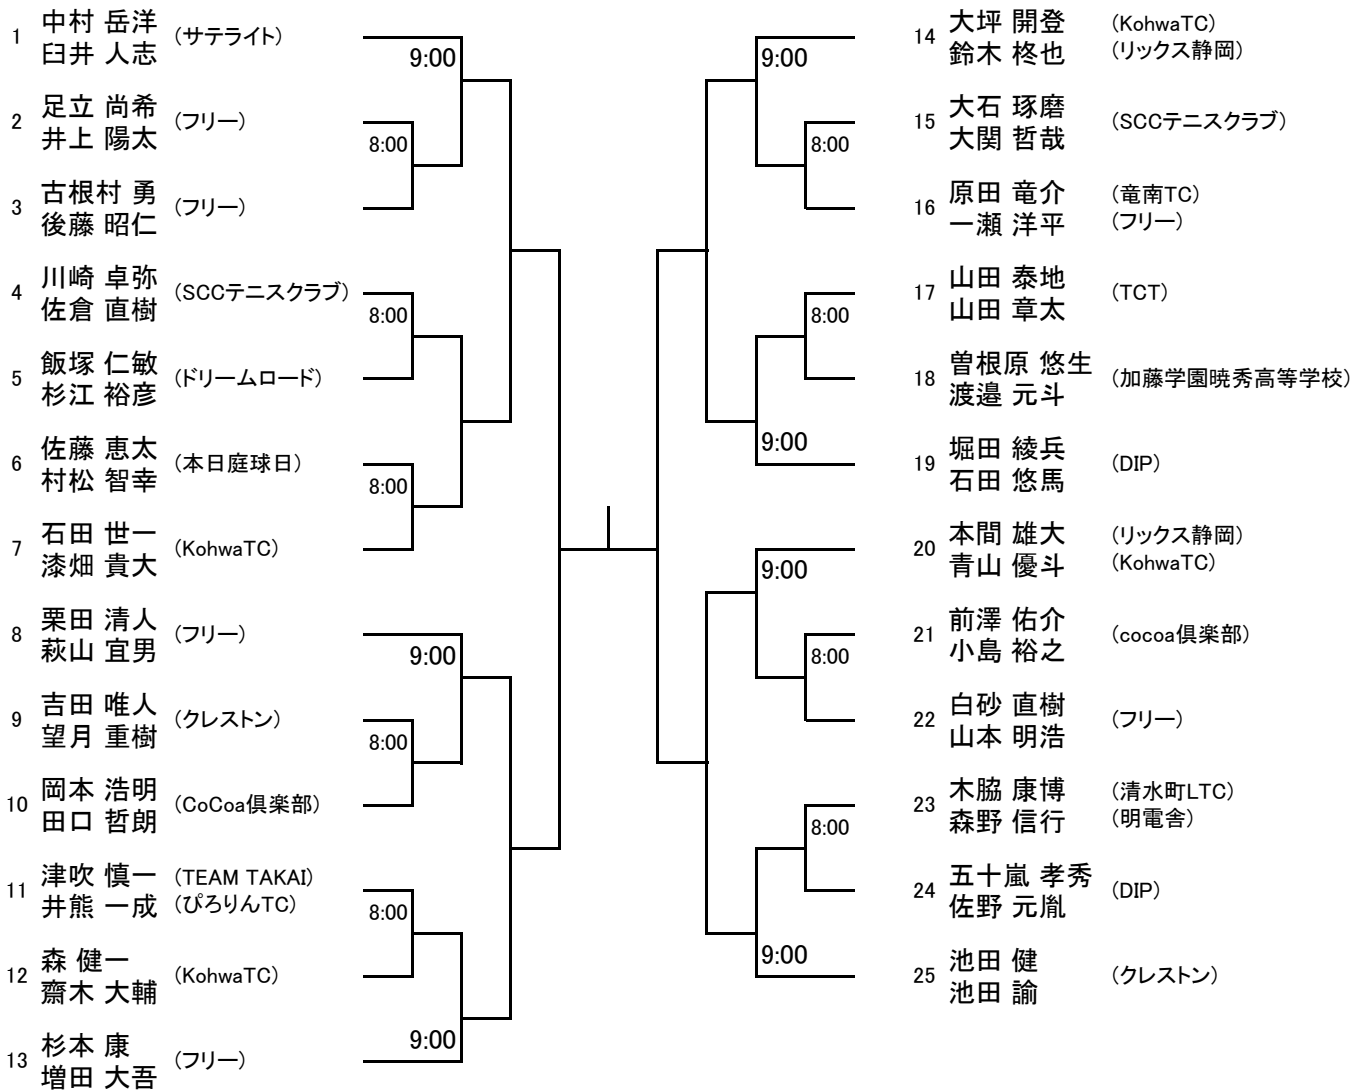 1 中村 岳洋 (サテライト)
臼井 人志
9:00
2 足立 尚希 (フリー)
井上 陽太
8:00
3 古根村 勇 (フリー)
後藤 昭仁
4 川崎 卓弥 (SCCテニスクラブ)
佐倉 直樹
8:00
5 飯塚 仁敏 (ドリームロード)
杉江 裕彦
6 佐藤 恵太 (本日庭球日)
村松 智幸
8:00
7 石田 世一 (KohwaTC)
漆畑 貴大
8 栗田 清人 (フリー)
萩山 宜男
9:00
9 吉田 唯人 (クレストン)
望月 重樹
8:00
10 岡本 浩明 (CoCoa倶楽部)
田口 哲朗
11 津吹 慎一 (TEAM TAKAI)
井熊 一成 (ぴろりんTC)
8:00
12 森 健一 (KohwaTC)
齋木 大輔
9:00
13 杉本 康 (フリー)
増田 大吾
14 大坪 開登 (KohwaTC)
鈴木 柊也 (リックス静岡)
9:00
15 大石 琢磨 (SCCテニスクラブ)
大関 哲哉
8:00
16 原田 竜介 (竜南TC)
一瀬 洋平 (フリー)
17 山田 泰地 (TCT)
山田 章太
8:00
18 曽根原 悠生 (加藤学園暁秀高等学校)
渡邉 元斗
9:00
19 堀田 綾兵 (DIP)
石田 悠馬
20 本間 雄大 (リックス静岡)
青山 優斗 (KohwaTC)
9:00
21 前澤 佑介 (cocoa倶楽部)
小島 裕之
8:00
22 白砂 直樹 (フリー)
山本 明浩
23 木脇 康博 (清水町LTC)
森野 信行 (明電舎)
8:00
24 五十嵐 孝秀 (DIP)
佐野 元胤
9:00
25 池田 健 (クレストン)
池田 諭